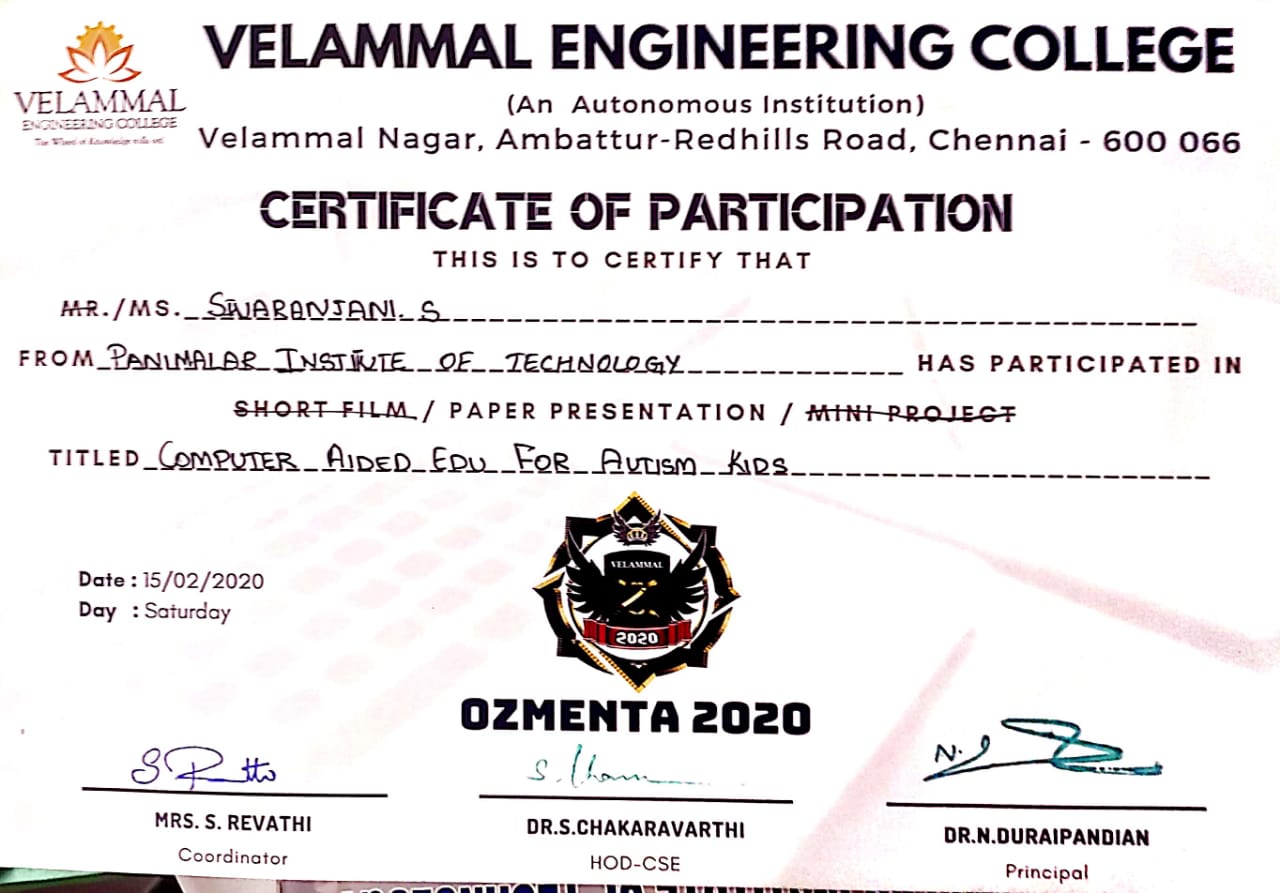 VELAMMAL ENGINEERING COLLEGE
VELAMMAL
ENGINEERING COLLEGE
The Wheel of Knowledge rolls on!
(An Autonomous Institution)
Velammal Nagar, Ambattur-Redhills Road, Chennai - 600 066
CERTIFICATE OF PARTICIPATION
THIS IS TO CERTIFY THAT
MR./MS. SWARANJANI. S
FROM PANIMALAR INSTITUTE OF TECHNOLOGY HAS PARTICIPATED IN
SHORT FILM / PAPER PRESENTATION / MINI PROJECT
TITLED COMPUTER AIDED EDU FOR AUTISM KIDS
VELAMMAL
2020
Date : 15/02/2020
Day : Saturday
OZMENTA 2020
MRS. S. REVATHI
DR.S.CHAKARAVARTHI
DR.N.DURAIPANDIAN
Coordinator
HOD-CSE
Principal